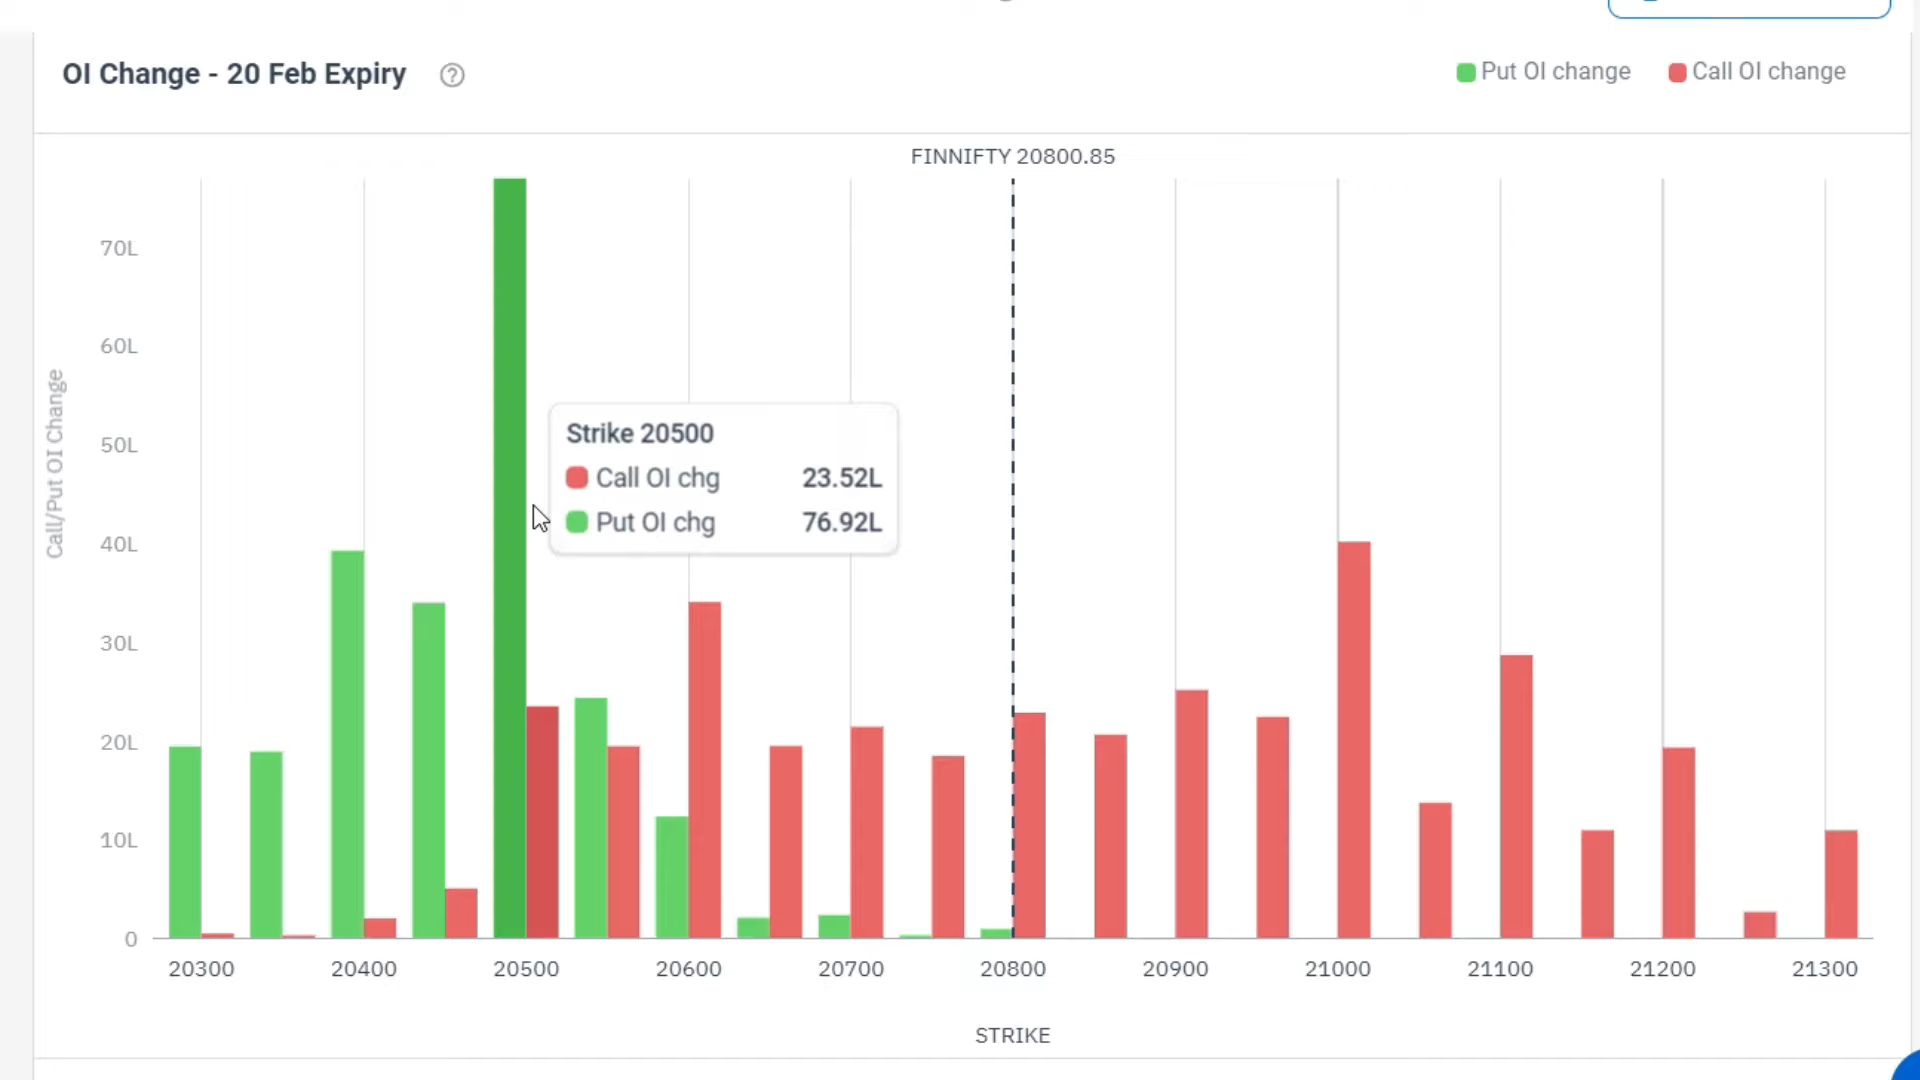 OI Change - 20 Feb Expiry
Put OI change
Call OI change
FINNIFTY 20800.85
Call/Put OI Change
70L
60L
50L
40L
30L
20L
10L
0
Strike 20500
Call OI chg 23.52L
Put OI chg 76.92L
20300 20400 20500 20600 20700 20800 20900 21000 21100 21200 21300
STRIKE